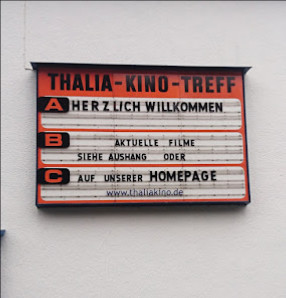 THALIA-KINO-TREFF
A HERZLICH WILLKOMMEN
B AKTUELLE FILME
SIEHE AUSHANG ODER
C AUF UNSERER HOMEPAGE
www.thaliakino.de